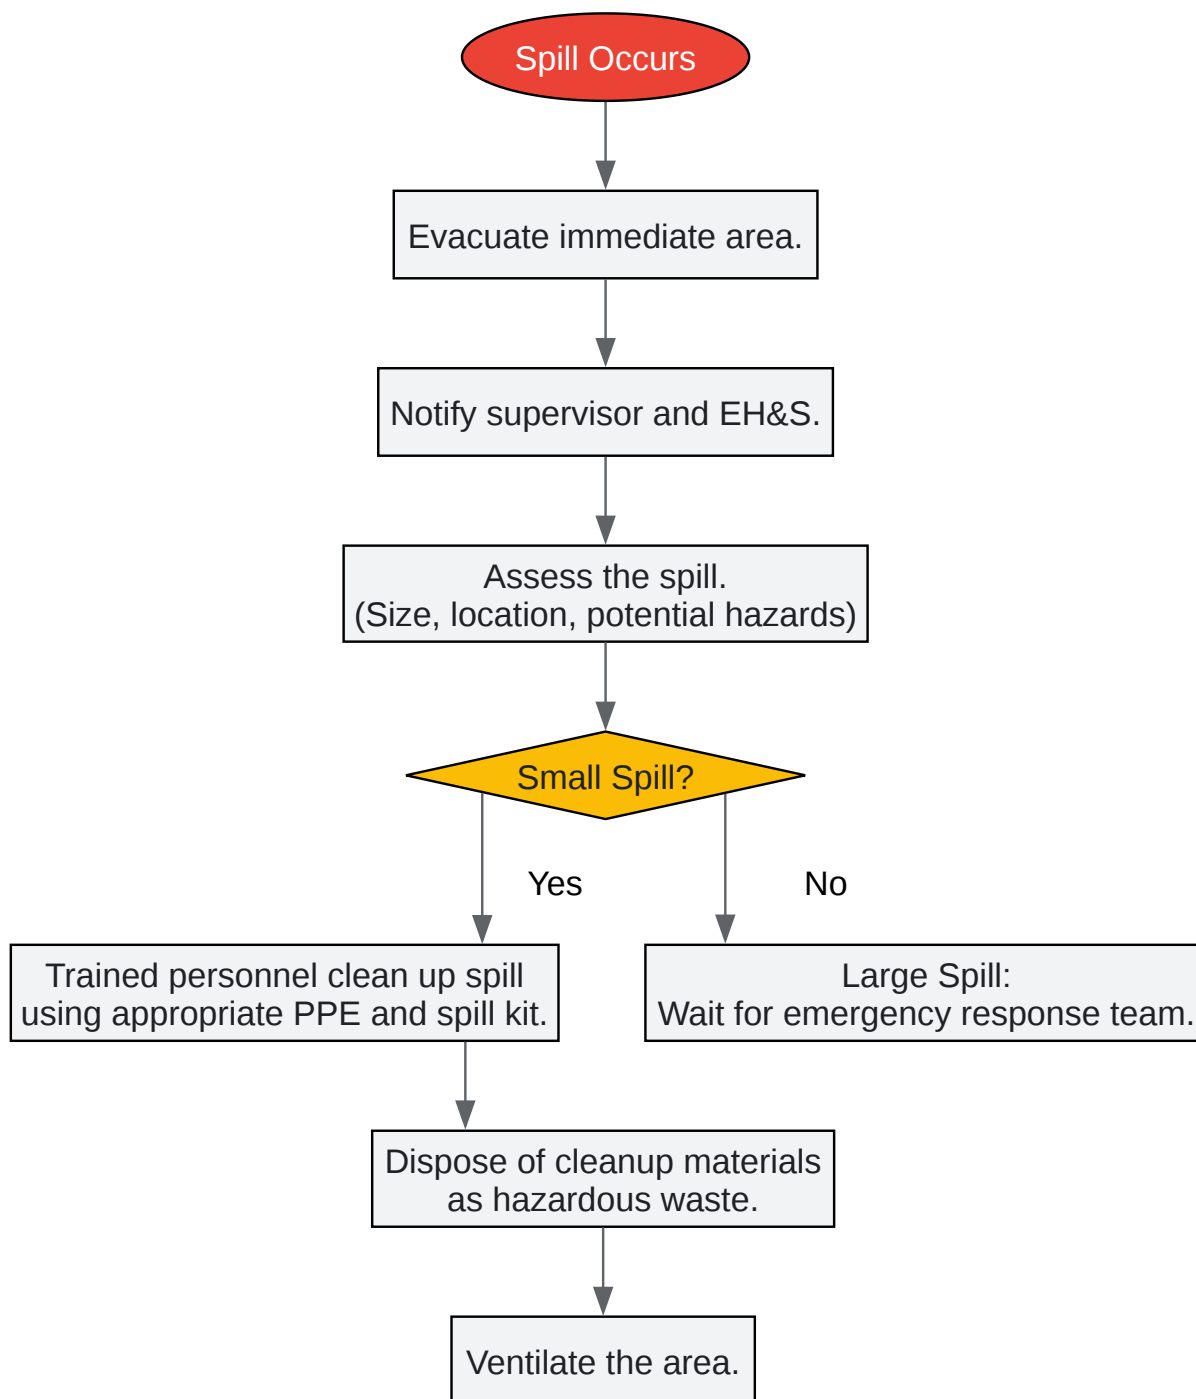 Spill Occurs
Evacuate immediate area.
Notify supervisor and EH&S.
Assess the spill.
(Size, location, potential hazards)
Small Spill?
Yes
No
Trained personnel clean up spill
using appropriate PPE and spill kit.
Large Spill:
Wait for emergency response team.
Dispose of cleanup materials
as hazardous waste.
Ventilate the area.